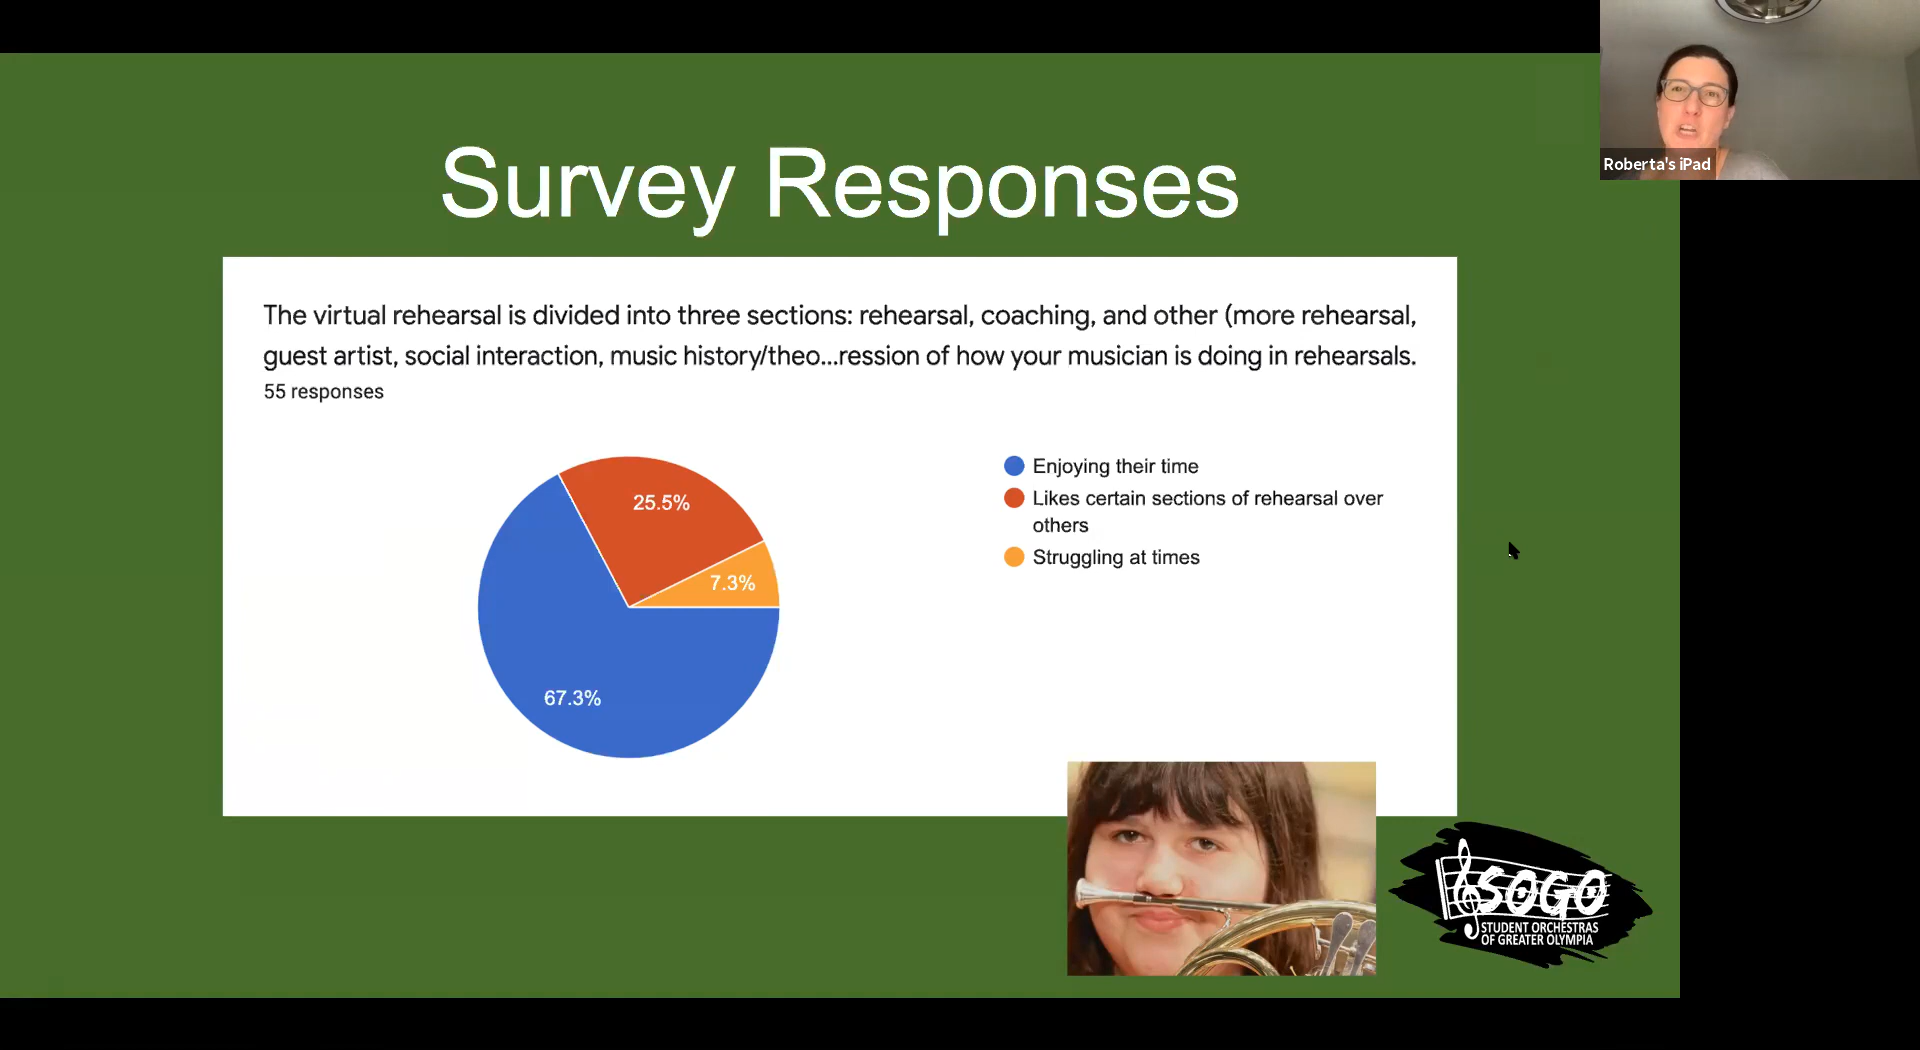 Roberta's iPad
Survey Responses
The virtual rehearsal is divided into three sections: rehearsal, coaching, and other (more rehearsal,
guest artist, social interaction, music history/theo...ression of how your musician is doing in rehearsals.
55 responses
25.5%
7.3%
67.3%
Enjoying their time
Likes certain sections of rehearsal over
others
Struggling at times
SOGO
STUDENT ORCHESTRAS
OF GREATER OLYMPIA